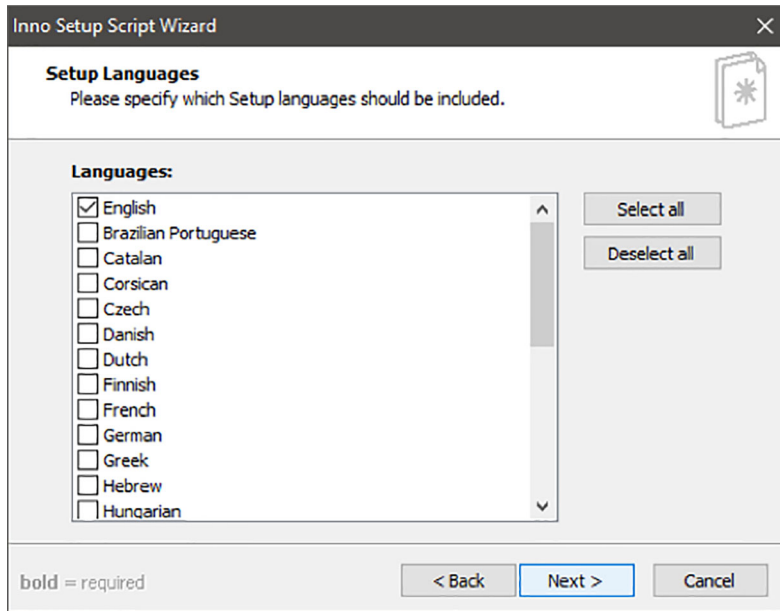 Inno Setup Script Wizard
Setup Languages
Please specify which Setup languages should be included.
Languages:
English
Brazilian Portuguese
Catalan
Corsican
Czech
Danish
Dutch
Finnish
French
German
Greek
Hebrew
Hungarian
Select all
Deselect all
bold = required
< Back
Next >
Cancel